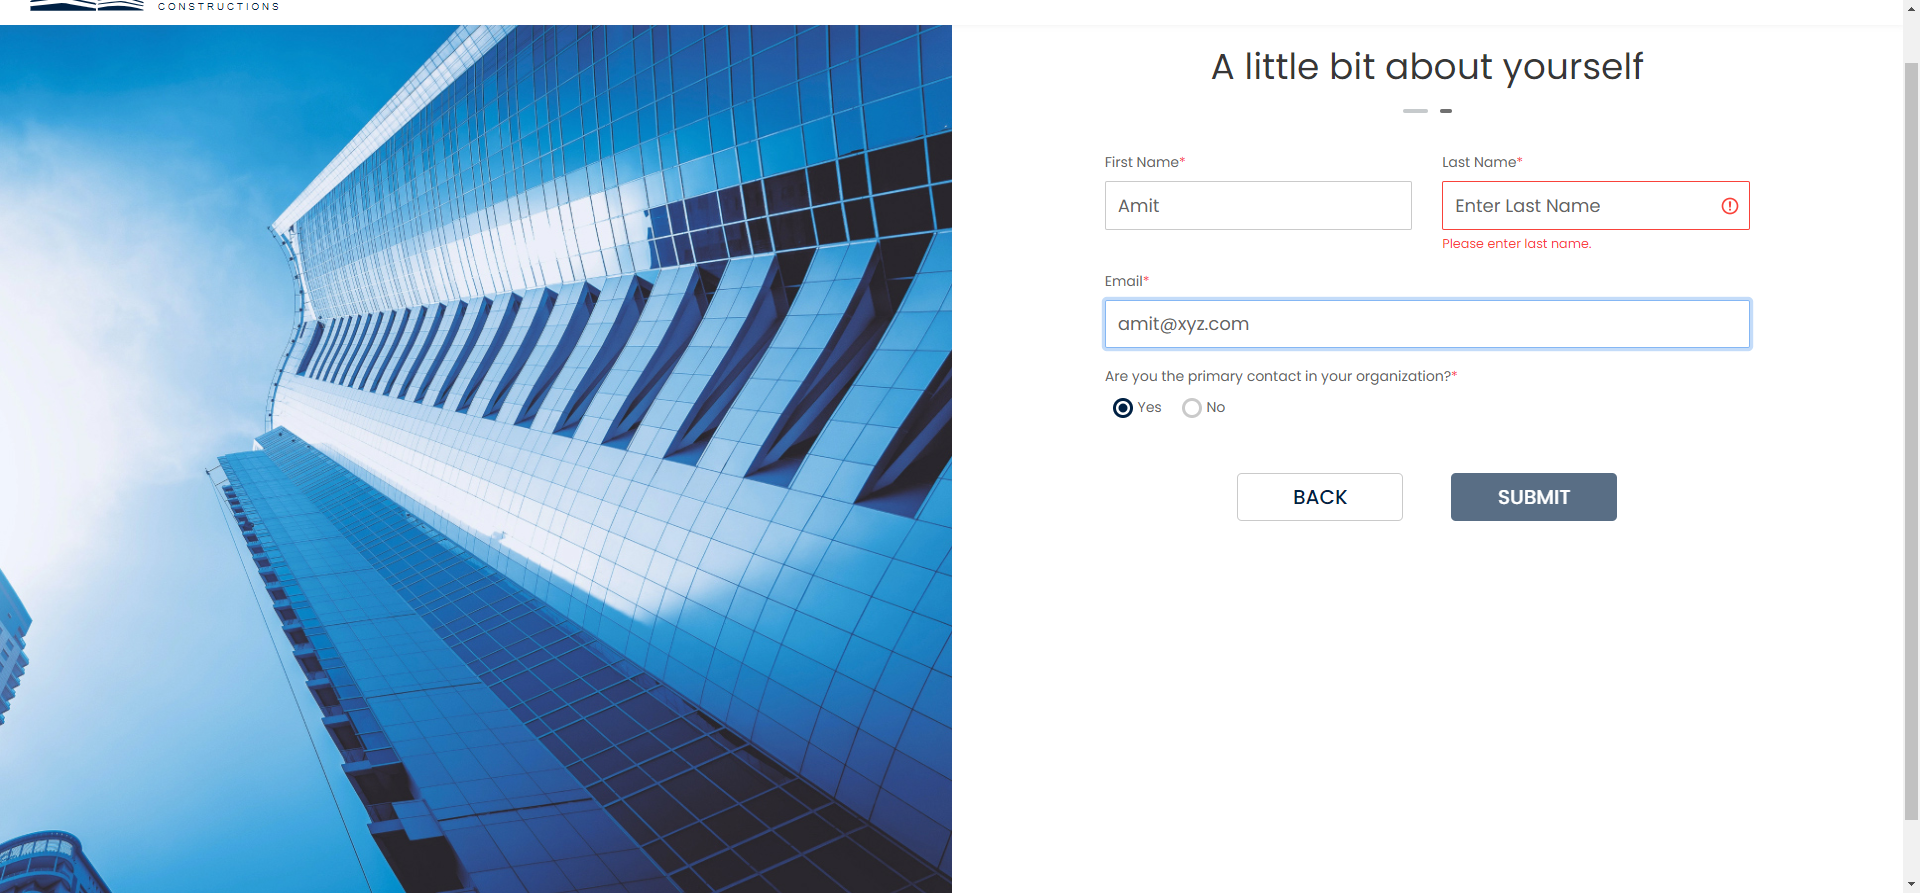 CONSTRUCTIONS
A little bit about yourself
First Name* Last Name*
Amit Enter Last Name
Please enter last name.
Email*
amit@xyz.com
Are you the primary contact in your organization?*
Yes No
BACK SUBMIT